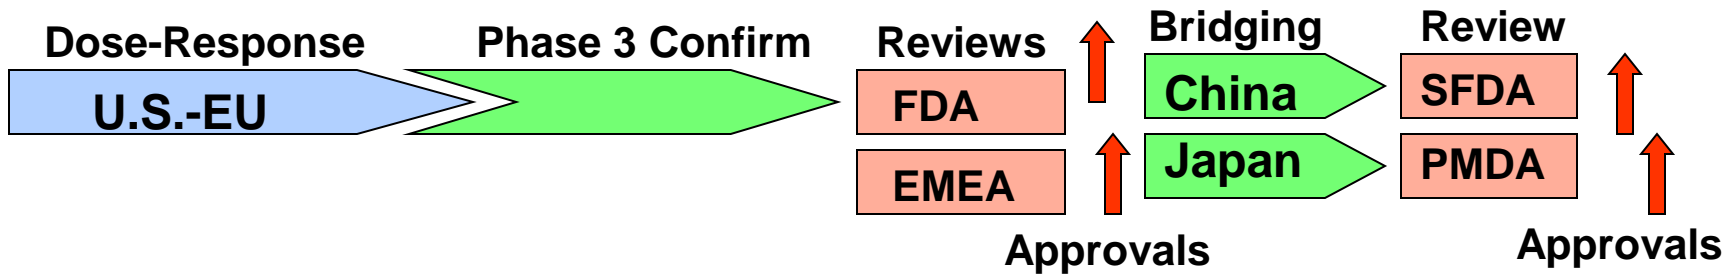 Dose-Response
Phase 3 Confirm
Reviews
Bridging
Review
U.S.-EU
FDA
China
SFDA
EMEA
Japan
PMDA
Approvals
Approvals